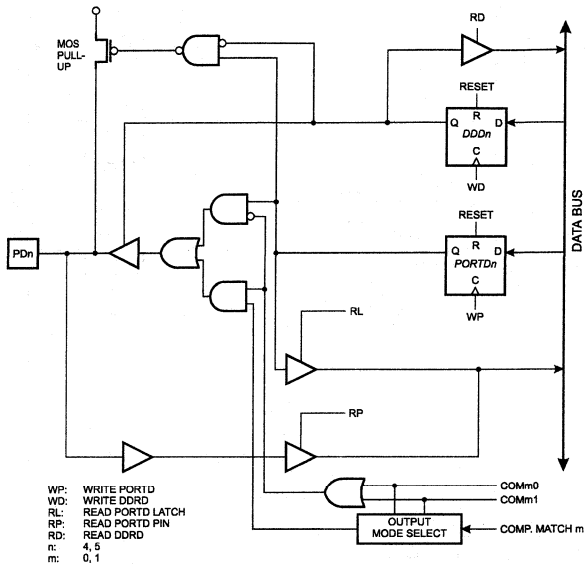 RD
MOS
PULL-
UP
RESET
Q R D
DDDn
C
WD
DATA BUS
RESET
PDn
Q R D
PORTDn
C
WP
RL
RP
WP: WRITE PORTD
WD: WRITE DDRD
RL: READ PORTD LATCH
RP: READ PORTD PIN
RD: READ DDRD
n: 4, 5
m: 0, 1
COMm0
COMm1
OUTPUT
MODE SELECT
COMP. MATCH m